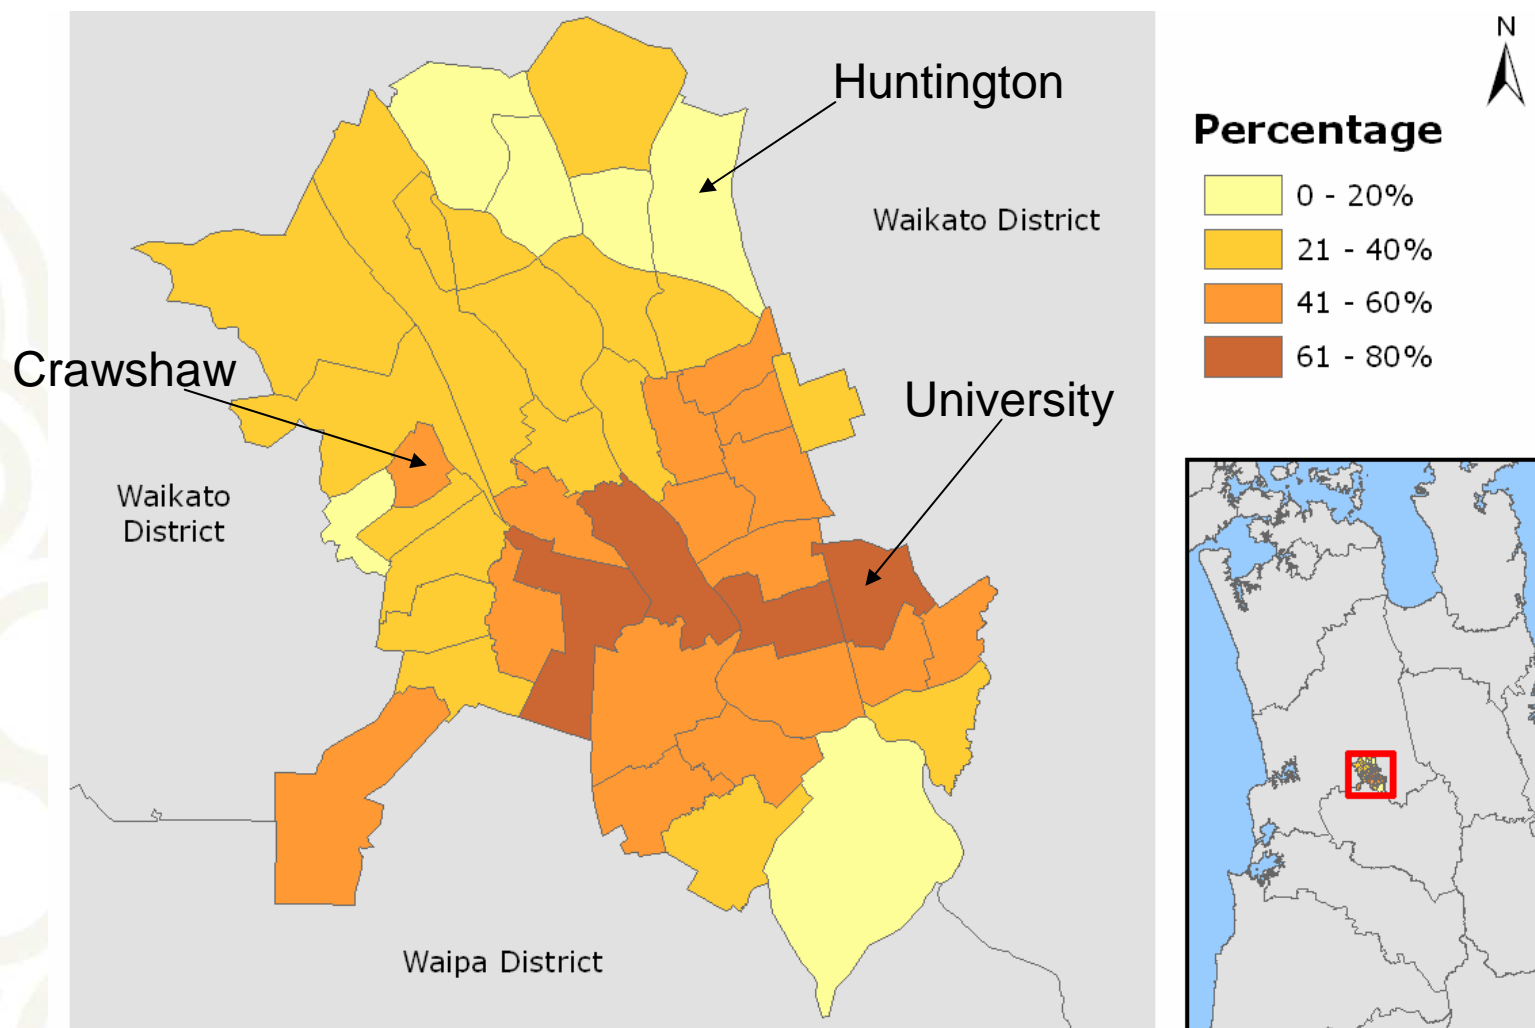 N
Huntington
Percentage
0 - 20%
Waikato District
21 - 40%
41 - 60%
Crawshaw
61 - 80%
University
Waikato
District
Waipa District